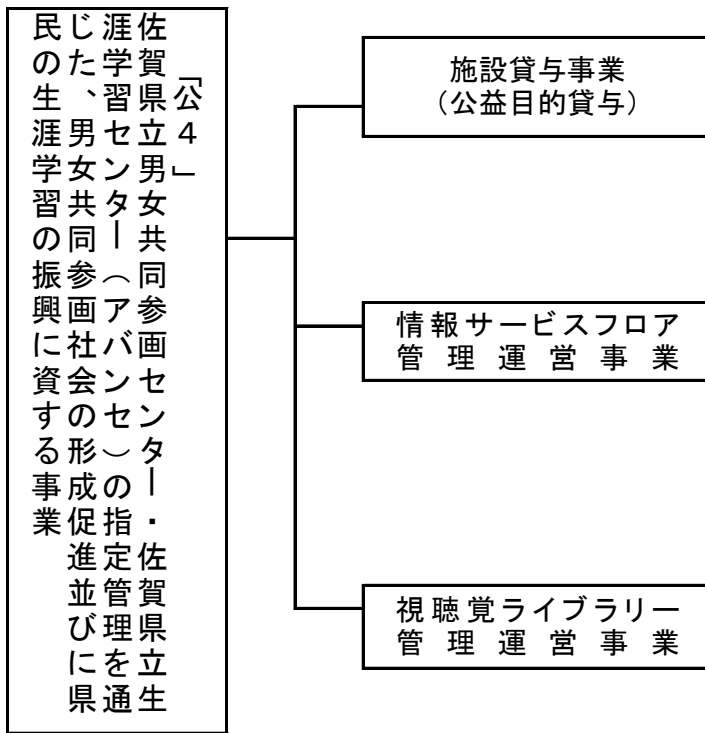 「公４」
佐賀県立男女共同参画センター・佐賀県立生
涯学習センター（アバンセ）の指定管理を通
じた、男女共同参画社会の形成促進並びに県
民の生涯学習の振興に資する事業
施設貸与事業
（公益目的貸与）
情報サービスフロア
管理運営事業
視聴覚ライブラリー
管理運営事業